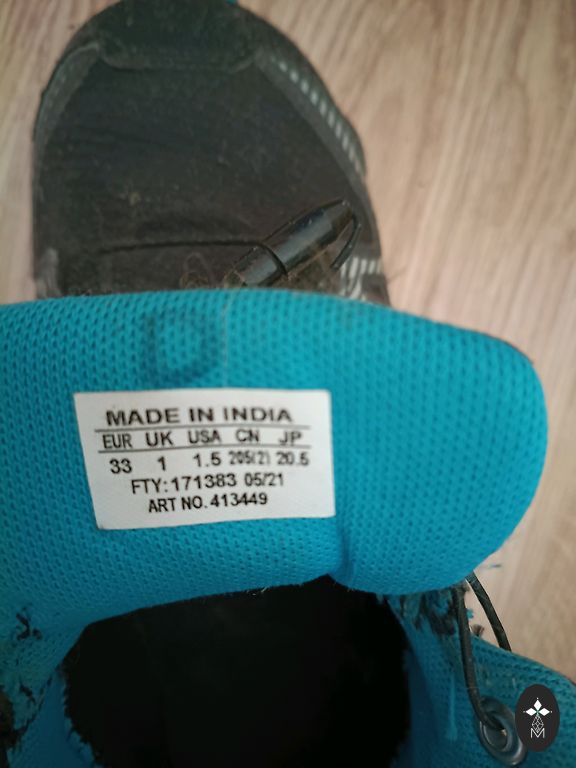 MADE IN INDIA
EUR UK USA CN JP
33 1 1.5 205(2) 20.5
FTY:171383 05/21
ART NO.413449
M